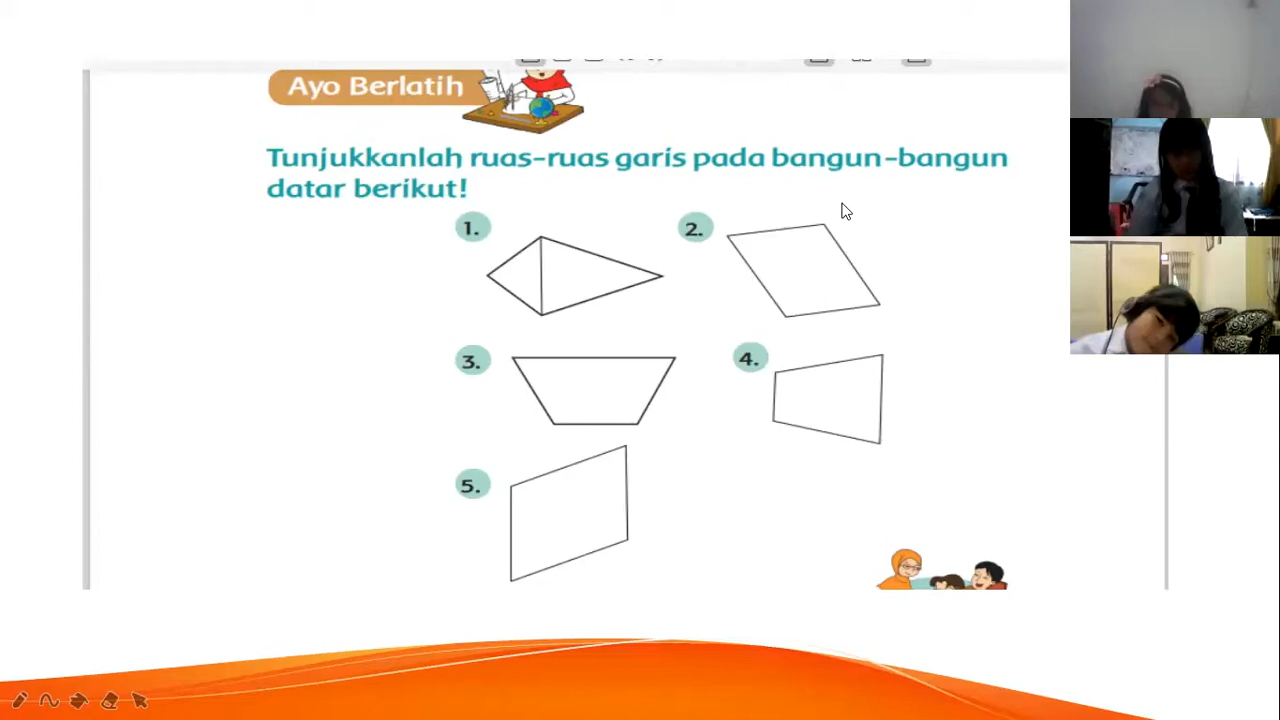 Ayo Berlatih
Tunjukkanlah ruas-ruas garis pada bangun-bangun
datar berikut!
1.
2.
3.
4.
5.